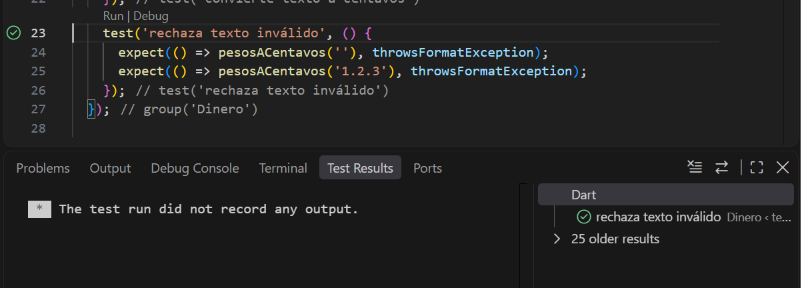 22 }); // test('convierte texto a centavos')
Run | Debug
23 test('rechaza texto inválido', () {
24 expect(() => pesosACentavos(''), throwsFormatException);
25 expect(() => pesosACentavos('1.2.3'), throwsFormatException);
26 }); // test('rechaza texto inválido')
27 }); // group('Dinero')
28
Problems Output Debug Console Terminal Test Results Ports
* The test run did not record any output.
Dart
rechaza texto inválido Dinero ‹ te...
25 older results